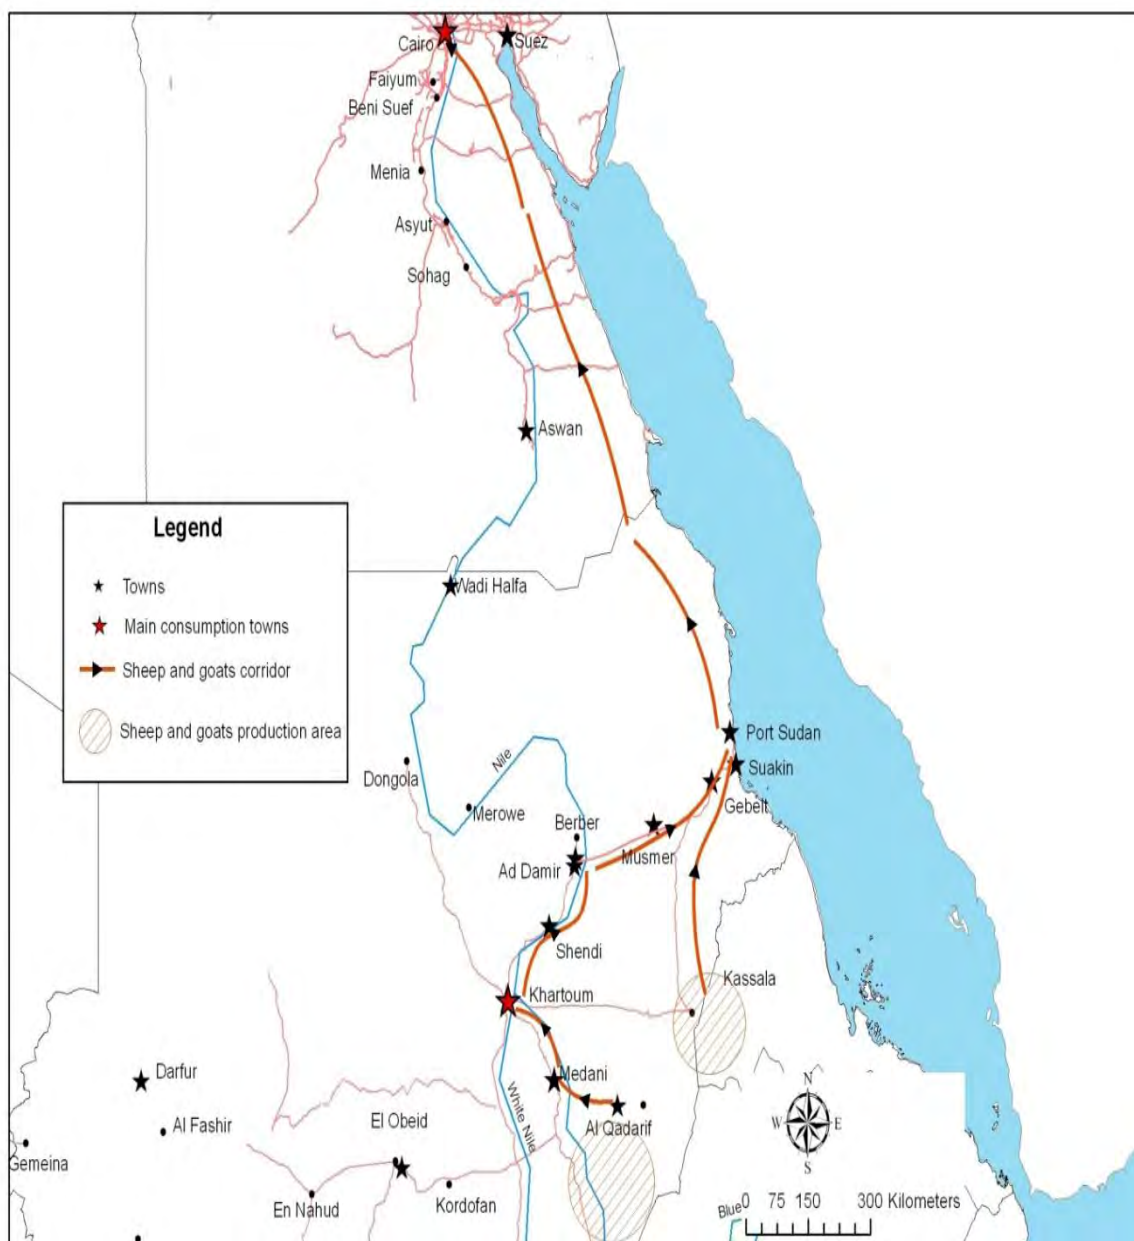 Cairo
Suez
Faiyum
Beni Suef
Menia
Asyut
Sohag
Aswan
Legend
Towns
Main consumption towns
Sheep and goats corridor
Sheep and goats production area
Wadi Halfa
Port Sudan
Nile
Suakin
Dongola
Gebeit
Merowe
Berber
Musmer
Ad Damir
Shendi
Kassala
Khartoum
Darfur
Medani
N
White Nile
W
E
El Obeid
Al Qadarif
Al Fashir
S
Gemeina
Kordofan
En Nahud
0 75 150 300 Kilometers
Blue